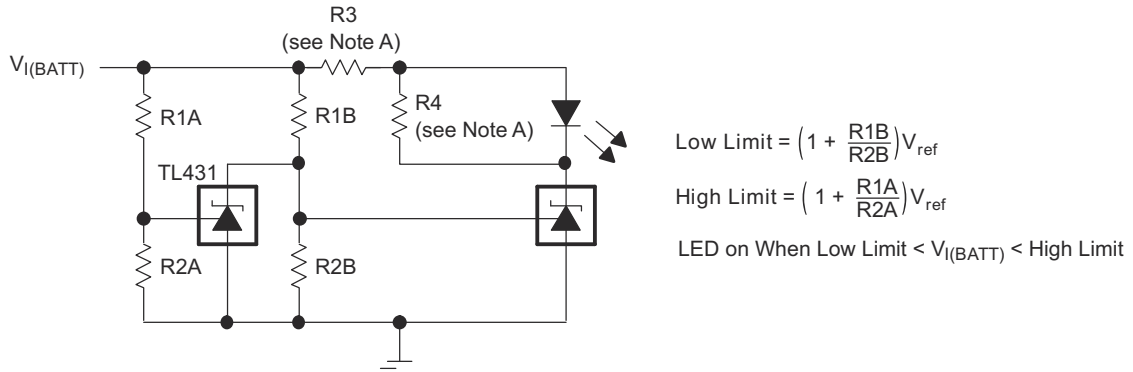 R3
(see Note A)
V_I(BATT)
R1A
R1B
R4
(see Note A)
TL431
R2A
R2B
Low Limit = (1 + R1B/R2B) V_ref
High Limit = (1 + R1A/R2A) V_ref
LED on When Low Limit < V_I(BATT) < High Limit